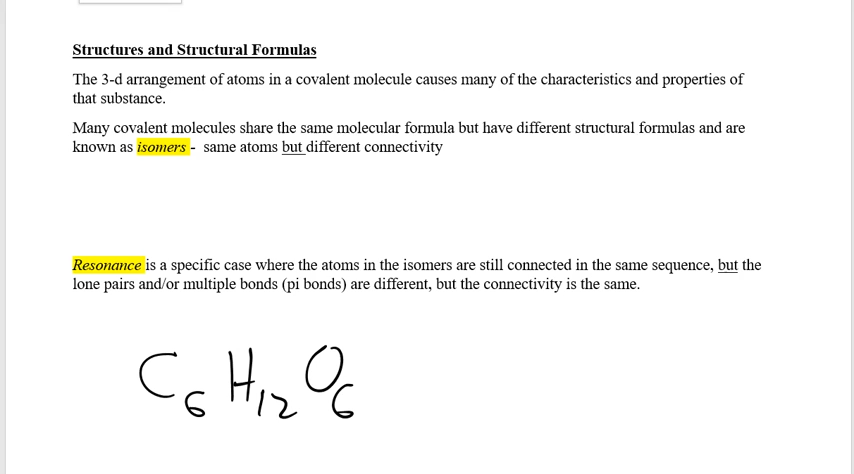 Structures and Structural Formulas
The 3-d arrangement of atoms in a covalent molecule causes many of the characteristics and properties of
that substance.
Many covalent molecules share the same molecular formula but have different structural formulas and are
known as isomers - same atoms but different connectivity
Resonance is a specific case where the atoms in the isomers are still connected in the same sequence, but the
lone pairs and/or multiple bonds (pi bonds) are different, but the connectivity is the same.
C₆H₁₂O₆